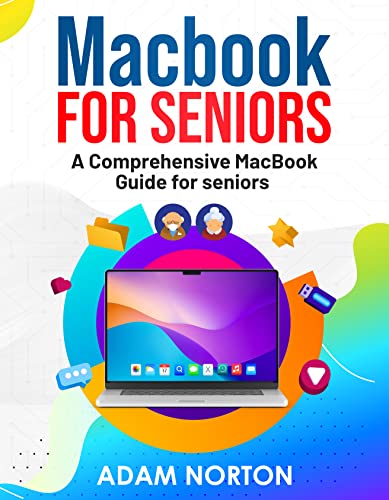 Macbook
FOR SENIORS
A Comprehensive MacBook
Guide for seniors
ADAM NORTON